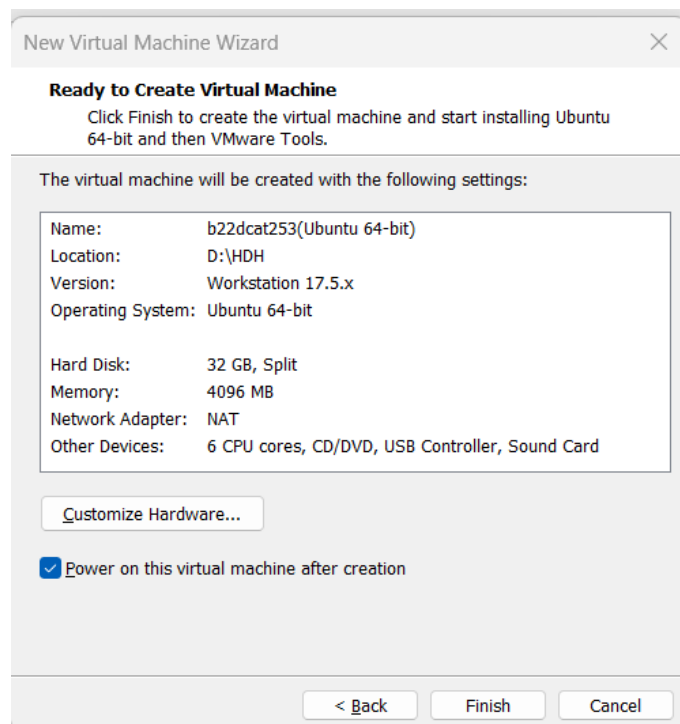 New Virtual Machine Wizard
Ready to Create Virtual Machine
Click Finish to create the virtual machine and start installing Ubuntu
64-bit and then VMware Tools.
The virtual machine will be created with the following settings:
Name: b22dcat253(Ubuntu 64-bit)
Location: D:\HDH
Version: Workstation 17.5.x
Operating System: Ubuntu 64-bit
Hard Disk: 32 GB, Split
Memory: 4096 MB
Network Adapter: NAT
Other Devices: 6 CPU cores, CD/DVD, USB Controller, Sound Card
Customize Hardware...
Power on this virtual machine after creation
< Back Finish Cancel